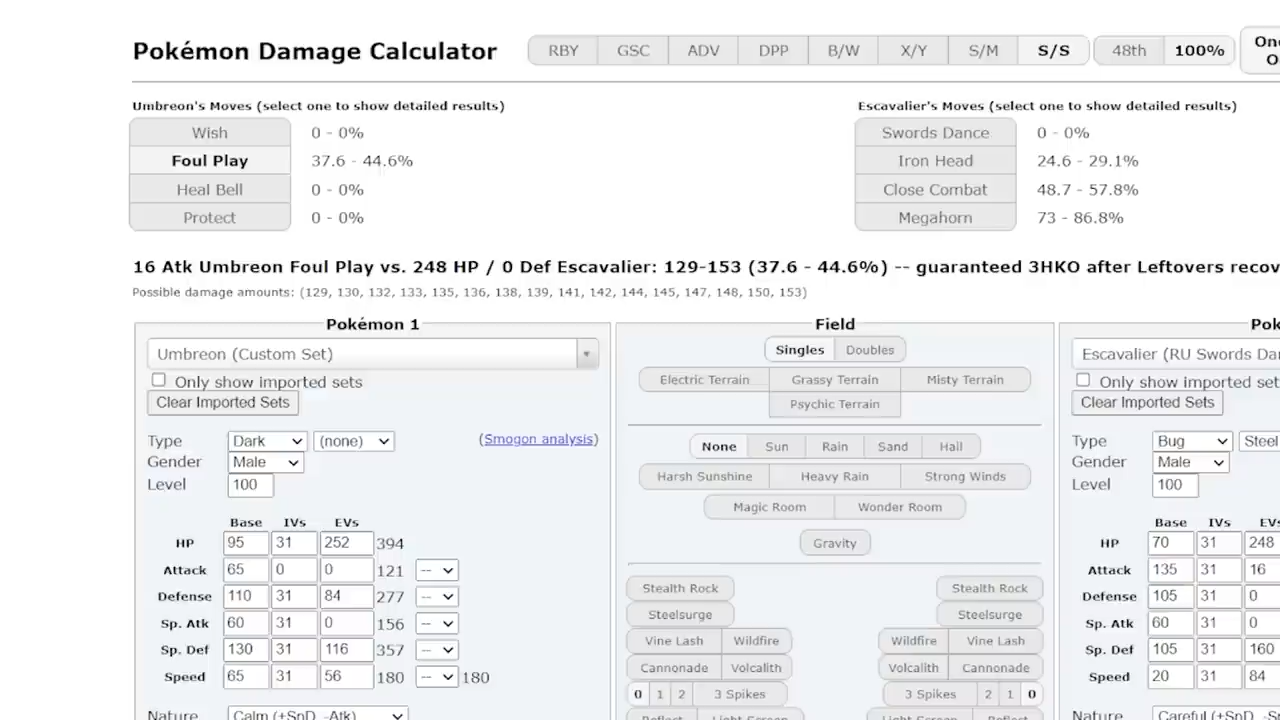 Pokémon Damage Calculator RBY GSC ADV DPP B/W X/Y S/M S/S 48th 100%
Umbreon's Moves (select one to show detailed results) Escavalier's Moves (select one to show detailed results)
Wish 0 - 0% Swords Dance 0 - 0%
Foul Play 37.6 - 44.6% Iron Head 24.6 - 29.1%
Heal Bell 0 - 0% Close Combat 48.7 - 57.8%
Protect 0 - 0% Megahorn 73 - 86.8%
16 Atk Umbreon Foul Play vs. 248 HP / 0 Def Escavalier: 129-153 (37.6 - 44.6%) -- guaranteed 3HKO after Leftovers recov
Possible damage amounts: (129, 130, 132, 133, 135, 136, 138, 139, 141, 142, 144, 145, 147, 148, 150, 153)
Pokémon 1 Field Pok
Umbreon (Custom Set) Singles Doubles Escavalier (RU Swords Da
Only show imported sets Electric Terrain Grassy Terrain Misty Terrain Only show imported set
Clear Imported Sets Psychic Terrain Clear Imported Sets
Type Dark (none) (Smogon analysis) None Sun Rain Sand Hail Type Bug Steel
Gender Male Harsh Sunshine Heavy Rain Strong Winds Gender Male
Level 100 Magic Room Wonder Room Level 100
Base IVs EVs Base IVs EVs
HP 95 31 252 394 Gravity HP 70 31 248
Attack 65 0 0 121 -- Attack 135 31 16
Defense 110 31 84 277 -- Stealth Rock Stealth Rock Defense 105 31 0
Sp. Atk 60 31 0 156 -- Steelsurge Steelsurge Sp. Atk 60 31 0
Sp. Def 130 31 116 357 -- Vine Lash Wildfire Wildfire Vine Lash Sp. Def 105 31 160
Speed 65 31 56 180 -- 180 Cannonade Volcalith Volcalith Cannonade Speed 20 31 84
0 1 2 3 Spikes 3 Spikes 2 1 0
Nature Calm (+SpD, -Atk) Reflect Light Screen Light Screen Reflect Nature Careful (+SpD, -S